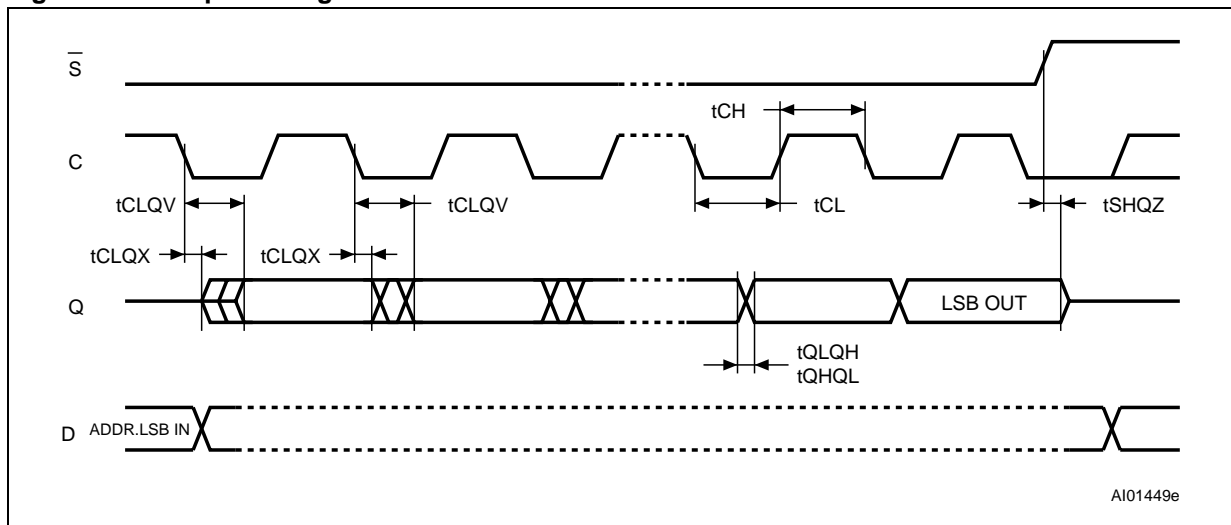 S
tCH
C
tCLQV
tCLQV
tCL
tSHQZ
tCLQX
tCLQX
Q
LSB OUT
tQLQH
tQHQL
D
ADDR.LSB IN
AI01449e